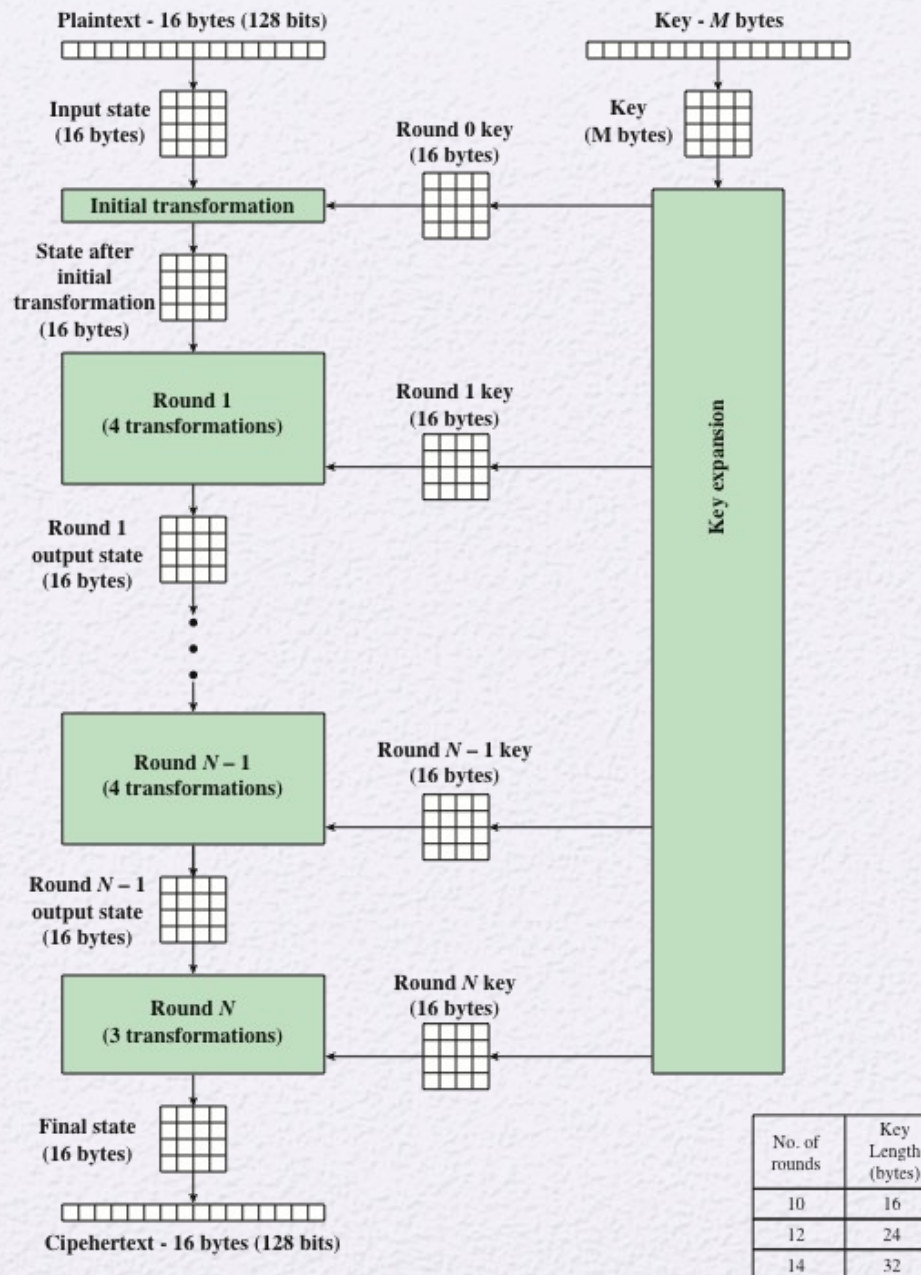 Plaintext - 16 bytes (128 bits)
Key - M bytes
Input state
(16 bytes)
Key
(M bytes)
Round 0 key
(16 bytes)
Initial transformation
State after
initial
transformation
(16 bytes)
Round 1
(4 transformations)
Round 1 key
(16 bytes)
Key expansion
Round 1
output state
(16 bytes)
Round N – 1
(4 transformations)
Round N – 1 key
(16 bytes)
Round N – 1
output state
(16 bytes)
Round N
(3 transformations)
Round N key
(16 bytes)
Final state
(16 bytes)
Cipehertext - 16 bytes (128 bits)
No. of
rounds
Key
Length
(bytes)
10 16
12 24
14 32